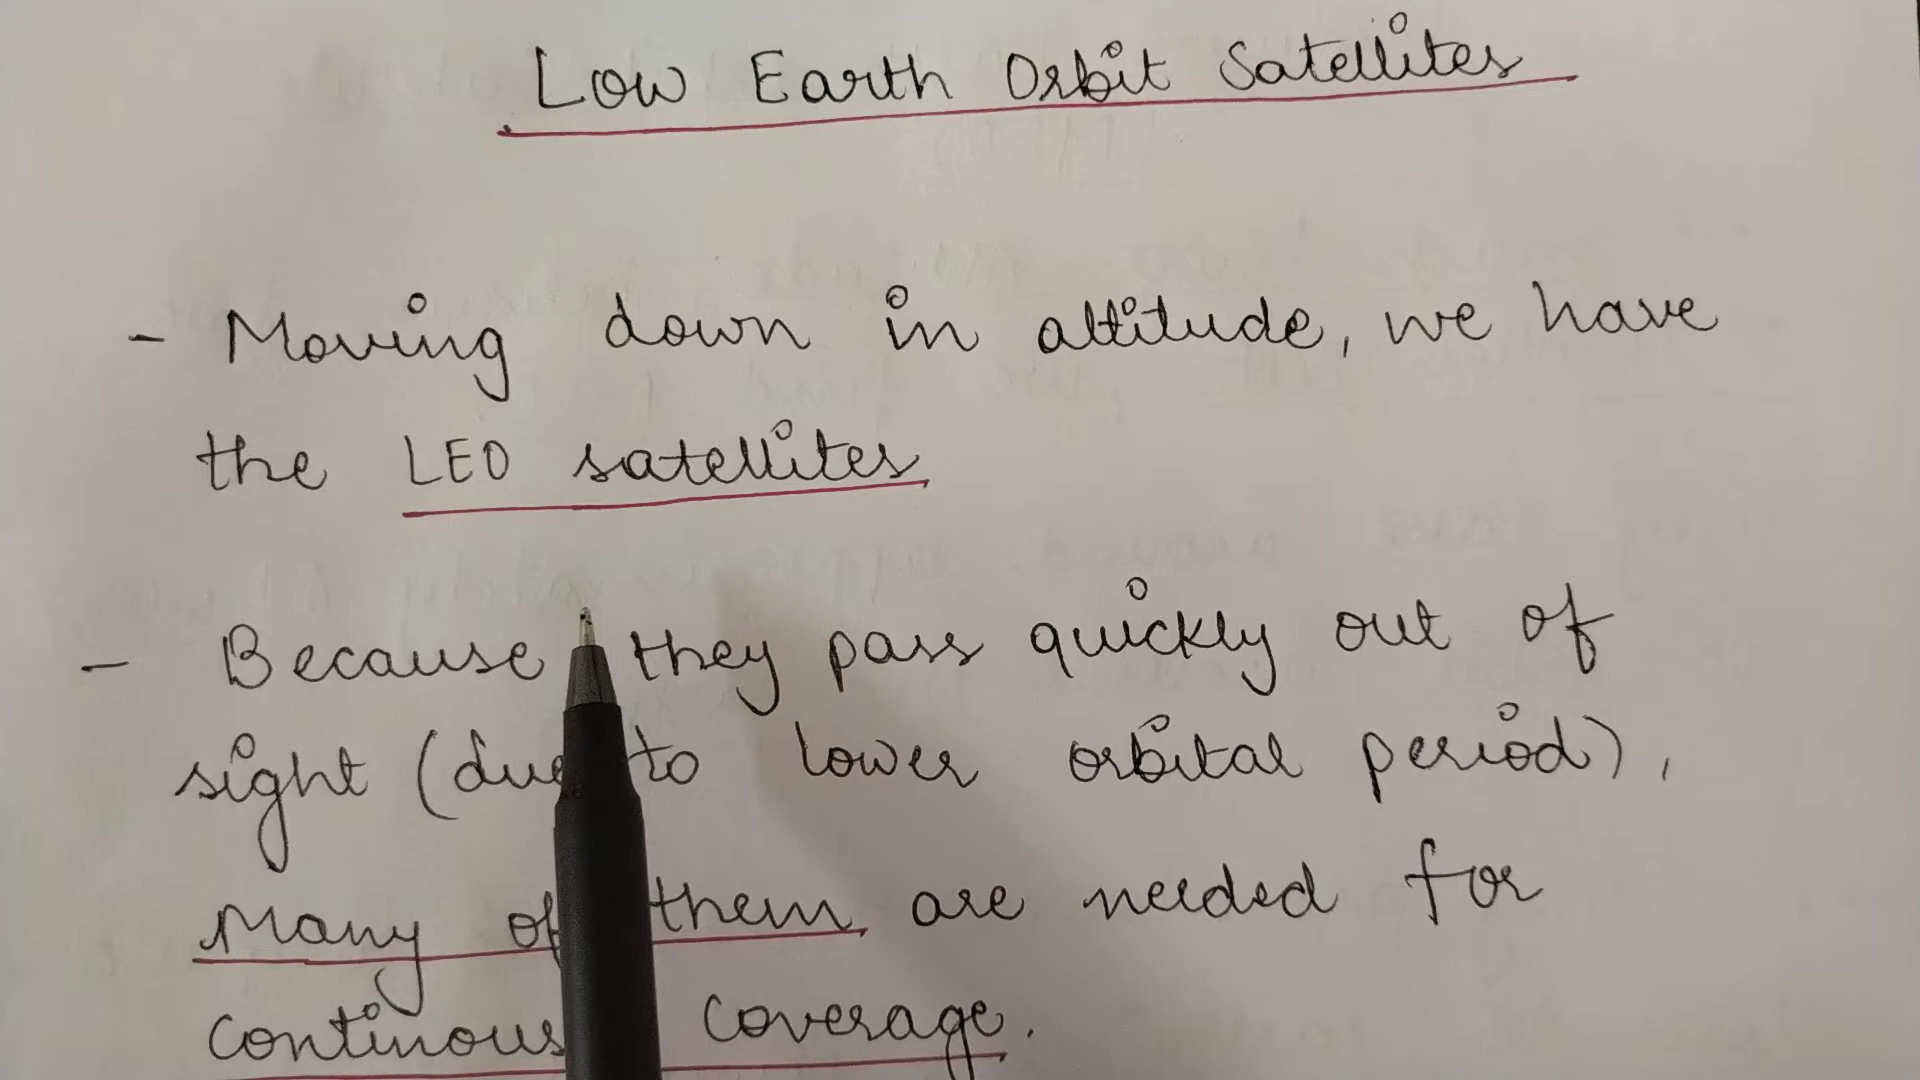 Low Earth Orbit Satellites
- Moving down in altitude, we have
the LEO satellites
- Because they pass quickly out of
sight (due to lower orbital period),
Many of them are needed for
continous coverage.